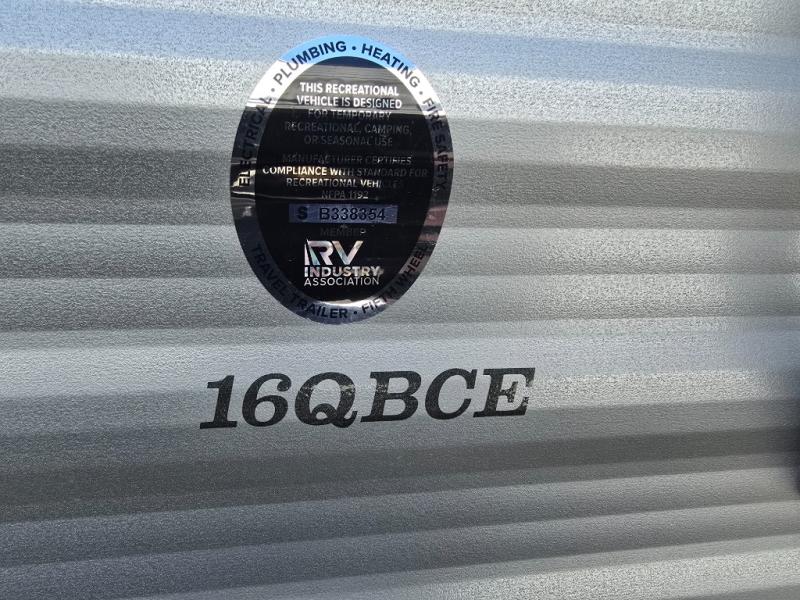 ELECTRICAL • PLUMBING • HEATING • FIRE SAFETY
THIS RECREATIONAL
VEHICLE IS DESIGNED
FOR TEMPORARY
RECREATIONAL, CAMPING,
OR SEASONAL USE
MANUFACTURER CERTIFIES
COMPLIANCE WITH STANDARD FOR
RECREATIONAL VEHICLES
NFPA 1192
S B338354
MEMBER
RV
INDUSTRY
ASSOCIATION
TRAVEL TRAILER • FIFTH WHEEL
16QBCE